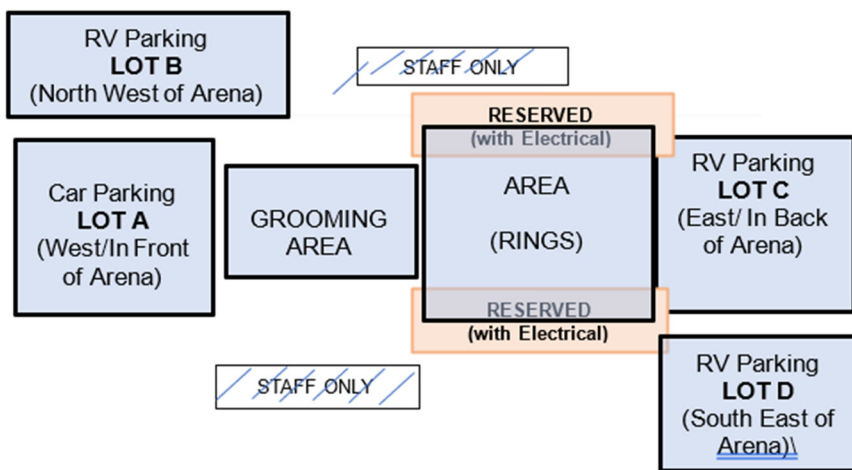 RV Parking
LOT B
(North West of Arena)
STAFF ONLY
RESERVED
(with Electrical)
Car Parking
LOT A
(West/In Front
of Arena)
GROOMING
AREA
AREA
(RINGS)
RV Parking
LOT C
(East/ In Back
of Arena)
RESERVED
(with Electrical)
STAFF ONLY
RV Parking
LOT D
(South East of
Arena)\